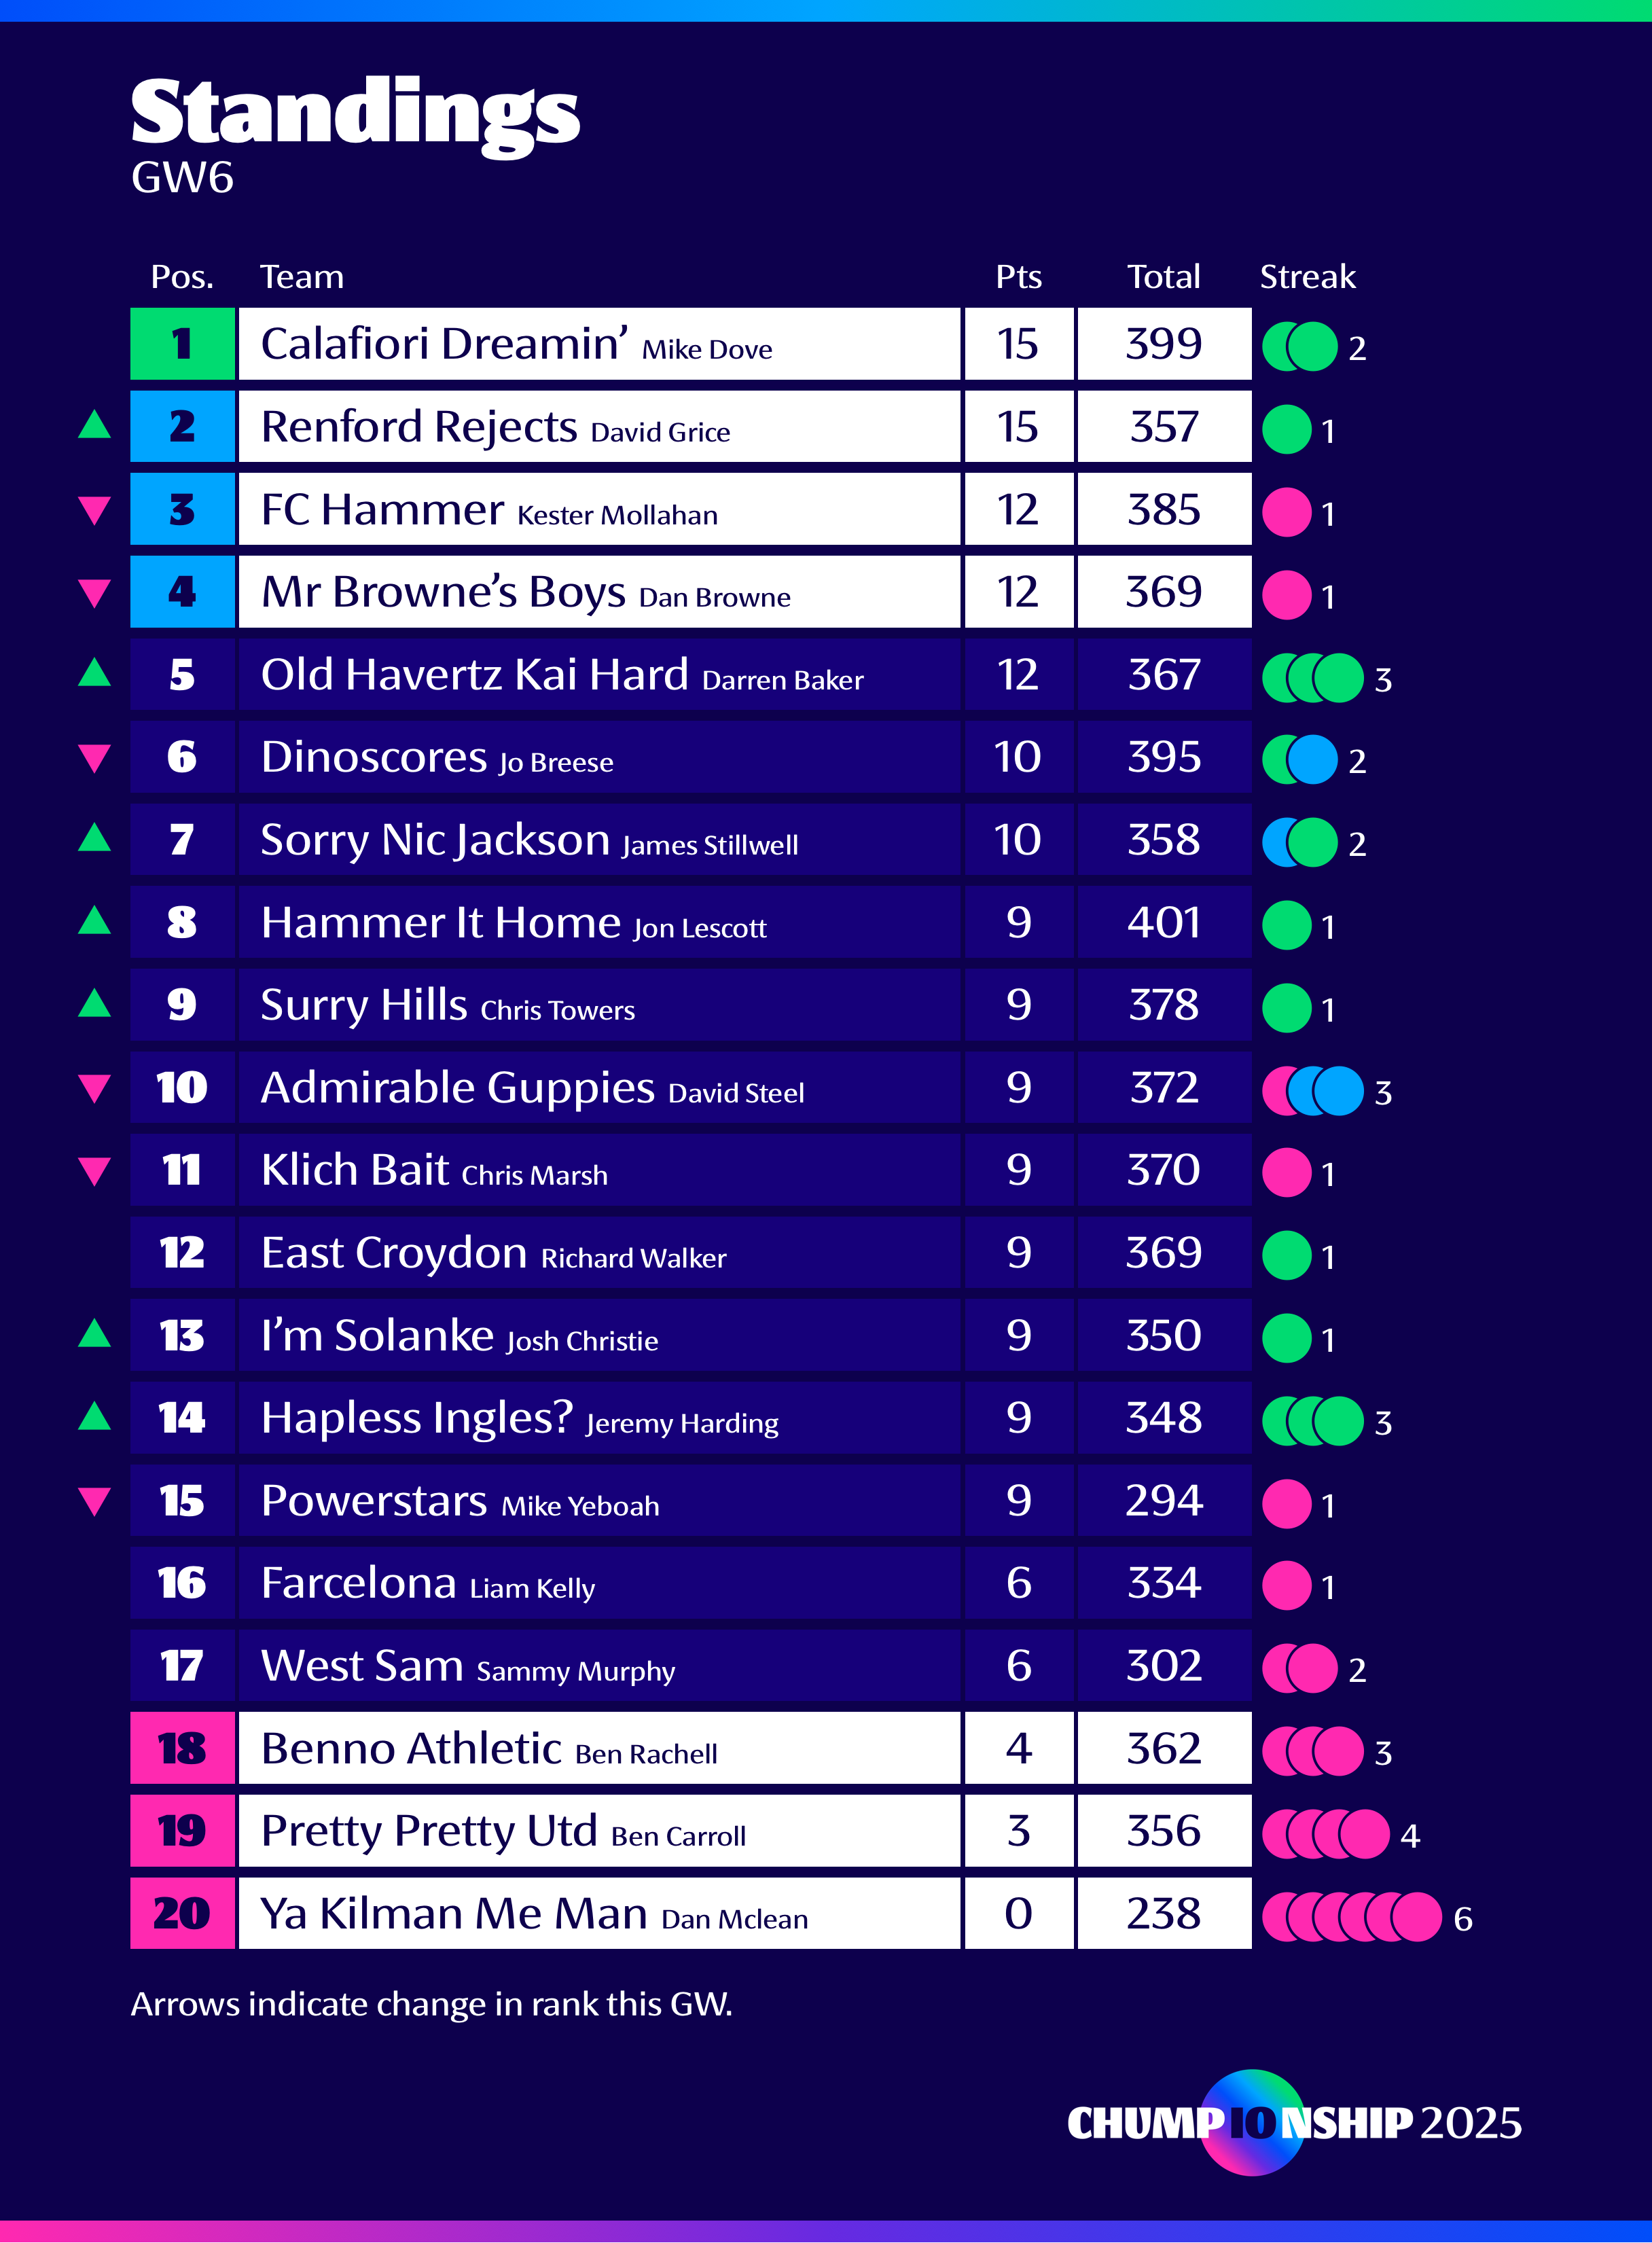 Standings
GW6
Pos. Team Pts Total Streak
1 Calafiori Dreamin’ Mike Dove 15 399 2
2 Renford Rejects David Grice 15 357 1
3 FC Hammer Kester Mollahan 12 385 1
4 Mr Browne’s Boys Dan Browne 12 369 1
5 Old Havertz Kai Hard Darren Baker 12 367 3
6 Dinoscores Jo Breese 10 395 2
7 Sorry Nic Jackson James Stillwell 10 358 2
8 Hammer It Home Jon Lescott 9 401 1
9 Surry Hills Chris Towers 9 378 1
10 Admirable Guppies David Steel 9 372 3
11 Klich Bait Chris Marsh 9 370 1
12 East Croydon Richard Walker 9 369 1
13 I’m Solanke Josh Christie 9 350 1
14 Hapless Ingles? Jeremy Harding 9 348 3
15 Powerstars Mike Yeboah 9 294 1
16 Farcelona Liam Kelly 6 334 1
17 West Sam Sammy Murphy 6 302 2
18 Benno Athletic Ben Rachell 4 362 3
19 Pretty Pretty Utd Ben Carroll 3 356 4
20 Ya Kilman Me Man Dan Mclean 0 238 6
Arrows indicate change in rank this GW.
CHUMP10NSHIP 2025